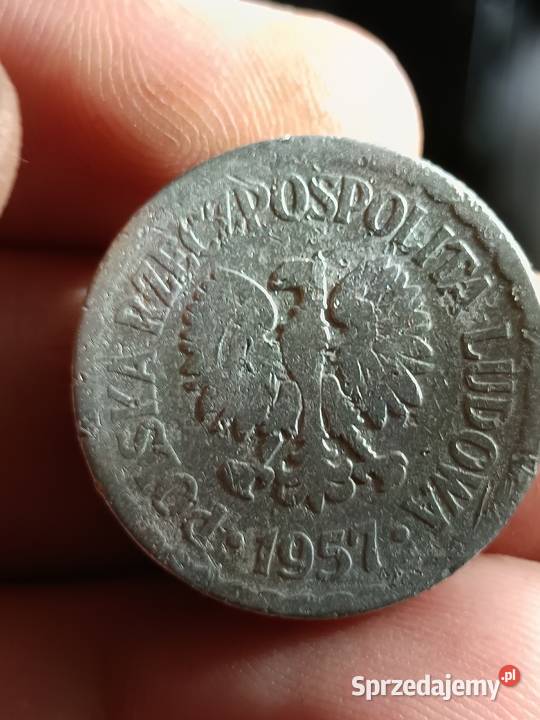 POLSKA RZECZPOSPOLITA LUDOWA
· 1957 ·
Sprzedajemy.pl